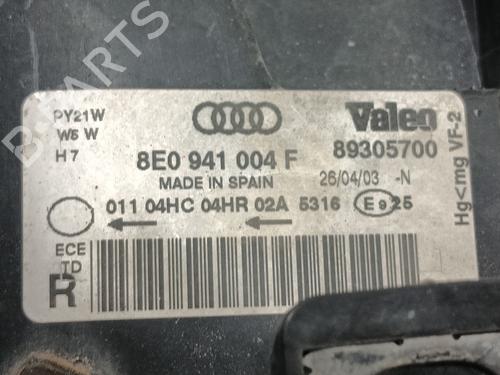 B-PARTS
PY21W
W5W
H7
Valeo
8E0 941 004 F
89305700
MADE IN SPAIN
26/04/03 -N
011 04HC 04HR 02A 5316 E9 25
ECE
TD
R
Hg<mg VF-2